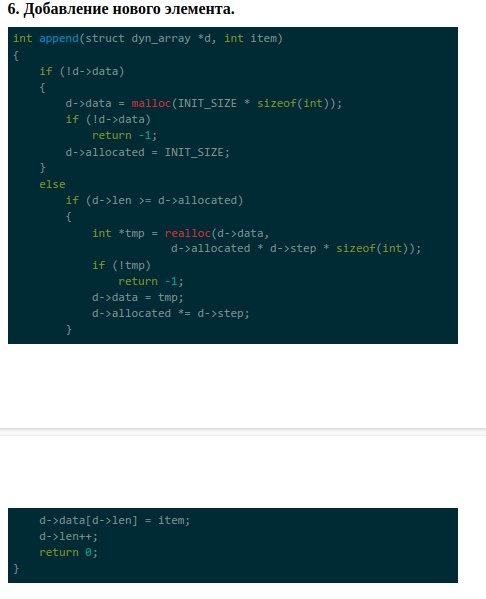 6. Добавление нового элемента.
int append(struct dyn_array *d, int item)
{
    if (!d->data)
    {
        d->data = malloc(INIT_SIZE * sizeof(int));
        if (!d->data)
            return -1;
        d->allocated = INIT_SIZE;
    }
    else
        if (d->len >= d->allocated)
        {
            int *tmp = realloc(d->data,
                        d->allocated * d->step * sizeof(int));
            if (!tmp)
                return -1;
            d->data = tmp;
            d->allocated *= d->step;
        }
    d->data[d->len] = item;
    d->len++;
    return 0;
}